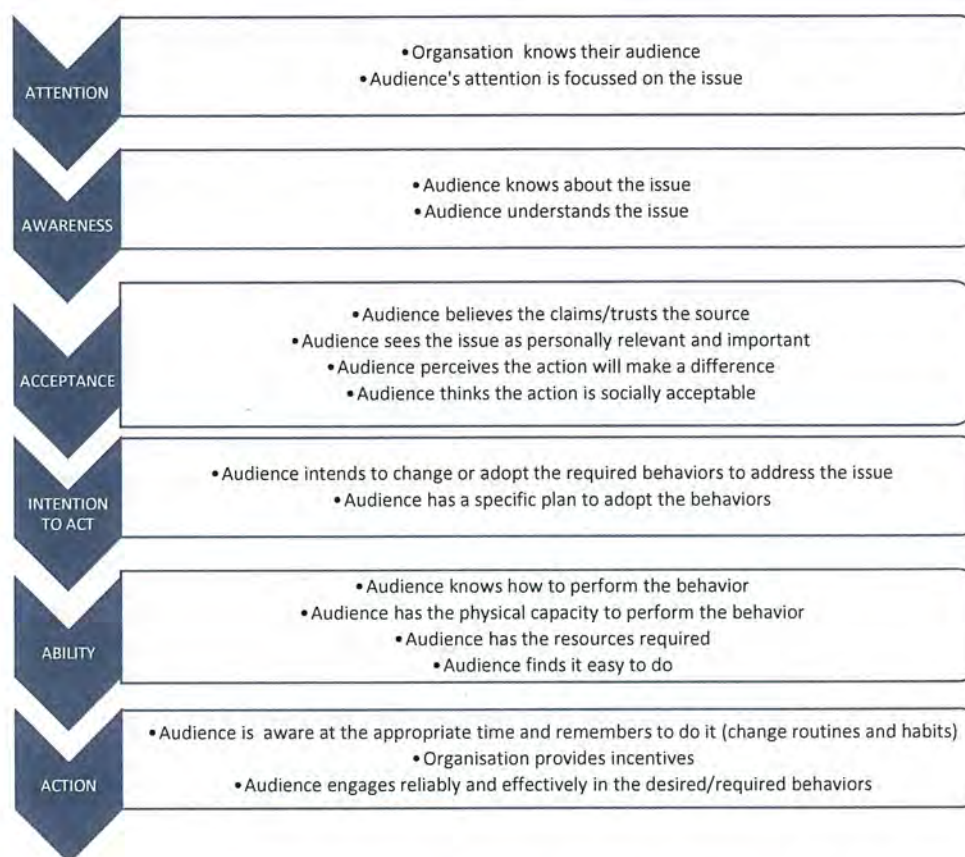 ATTENTION
•Organsation  knows their audience
•Audience's attention is focussed on the issue
AWARENESS
•Audience knows about the issue
•Audience understands the issue
ACCEPTANCE
•Audience believes the claims/trusts the source
•Audience sees the issue as personally relevant and important
•Audience perceives the action will make a difference
•Audience thinks the action is socially acceptable
INTENTION
TO ACT
•Audience intends to change or adopt the required behaviors to address the issue
•Audience has a specific plan to adopt the behaviors
ABILITY
•Audience knows how to perform the behavior
•Audience has the physical capacity to perform the behavior
•Audience has the resources required
•Audience finds it easy to do
ACTION
•Audience is  aware at the appropriate time and remembers to do it (change routines and habits)
•Organisation provides incentives
•Audience engages reliably and effectively in the desired/required behaviors